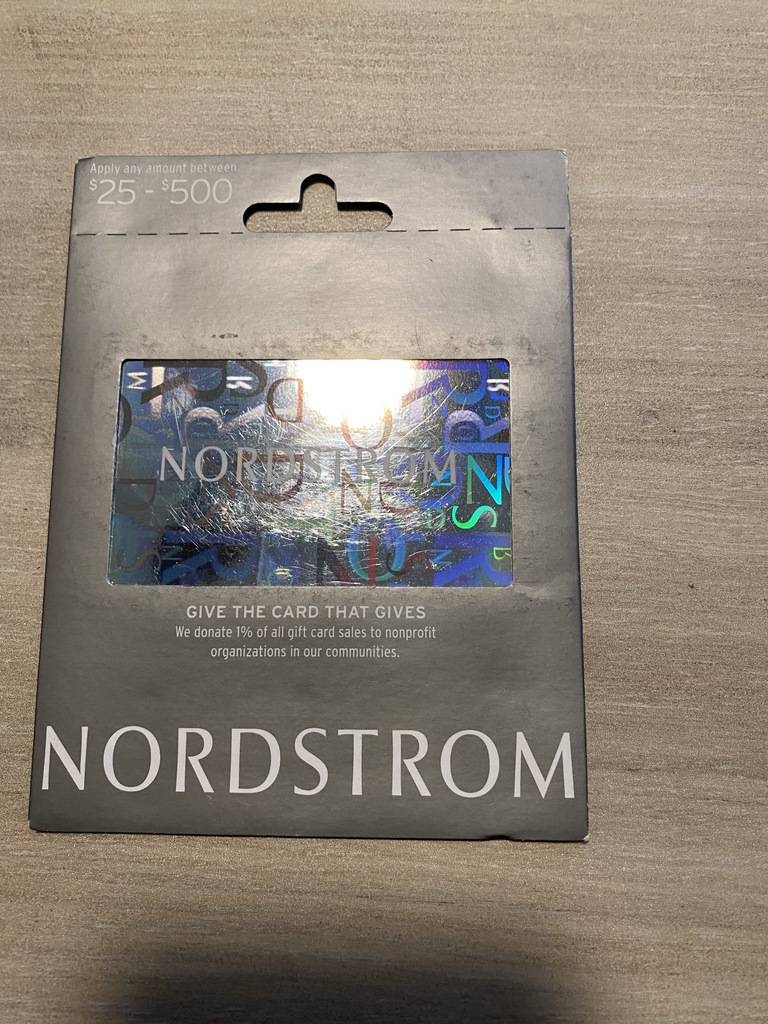 Apply any amount between
$25 - $500
NORDSTROM
GIVE THE CARD THAT GIVES
We donate 1% of all gift card sales to nonprofit
organizations in our communities.
NORDSTROM